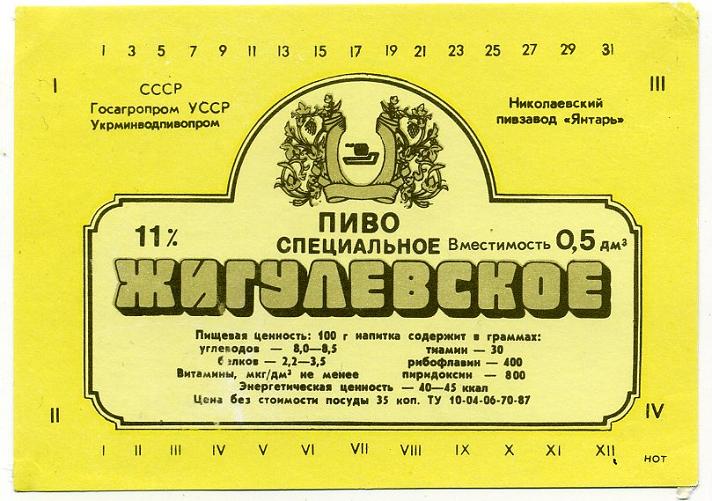 1 3 5 7 9 11 13 15 17 19 21 23 25 27 29 31
I III
СССР
Госагропром УССР
Укрминводпивопром
Николаевский
пивзавод «Янтарь»
11%
ПИВО
СПЕЦИАЛЬНОЕ
Вместимость 0,5 дм³
ЖИГУЛЕВСКОЕ
Пищевая ценность: 100 г напитка содержит в граммах:
углеводов — 8,0—8,5 тиамин — 30
белков — 2,2—3,5 рибофлавин — 400
Витамины, мкг/дм³ не менее пиридоксин — 800
Энергетическая ценность — 40—45 ккал
Цена без стоимости посуды 35 коп. ТУ 10-04-06-70-87
II IV
I II III IV V VI VII VIII IX X XI XII
НОТ